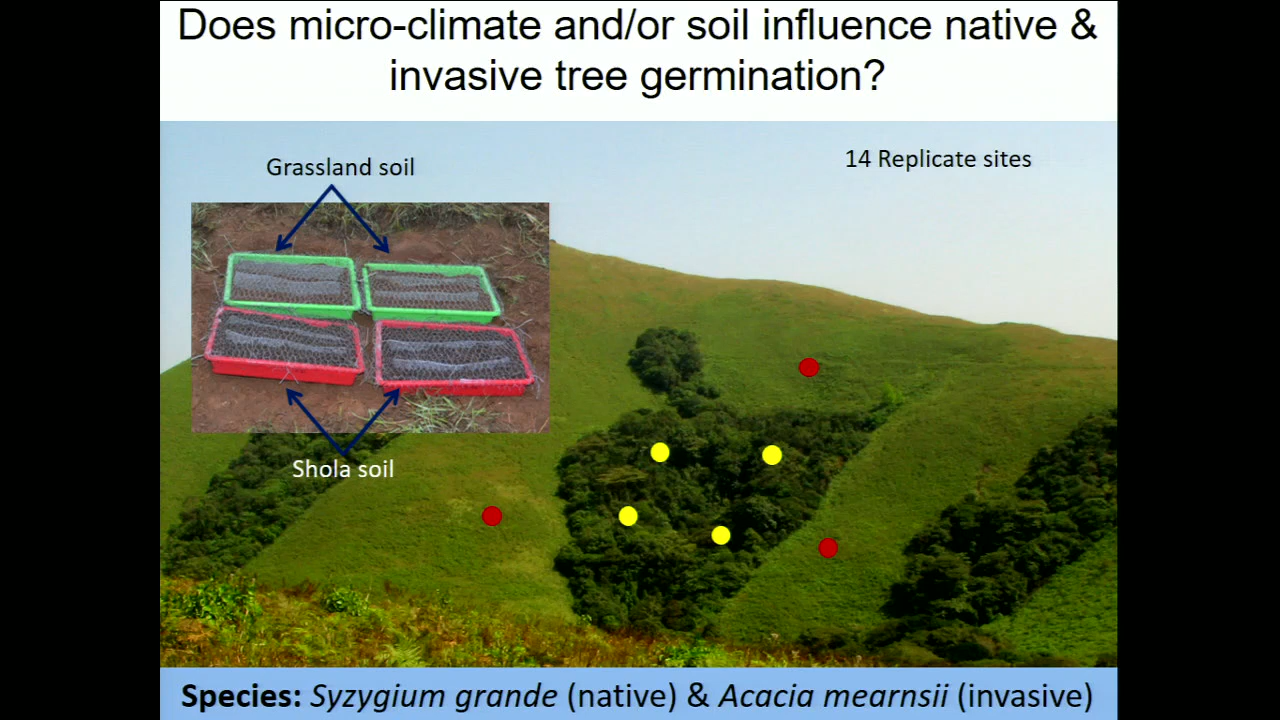 Does micro-climate and/or soil influence native &
invasive tree germination?
Grassland soil
14 Replicate sites
Shola soil
Species: Syzygium grande (native) & Acacia mearnsii (invasive)